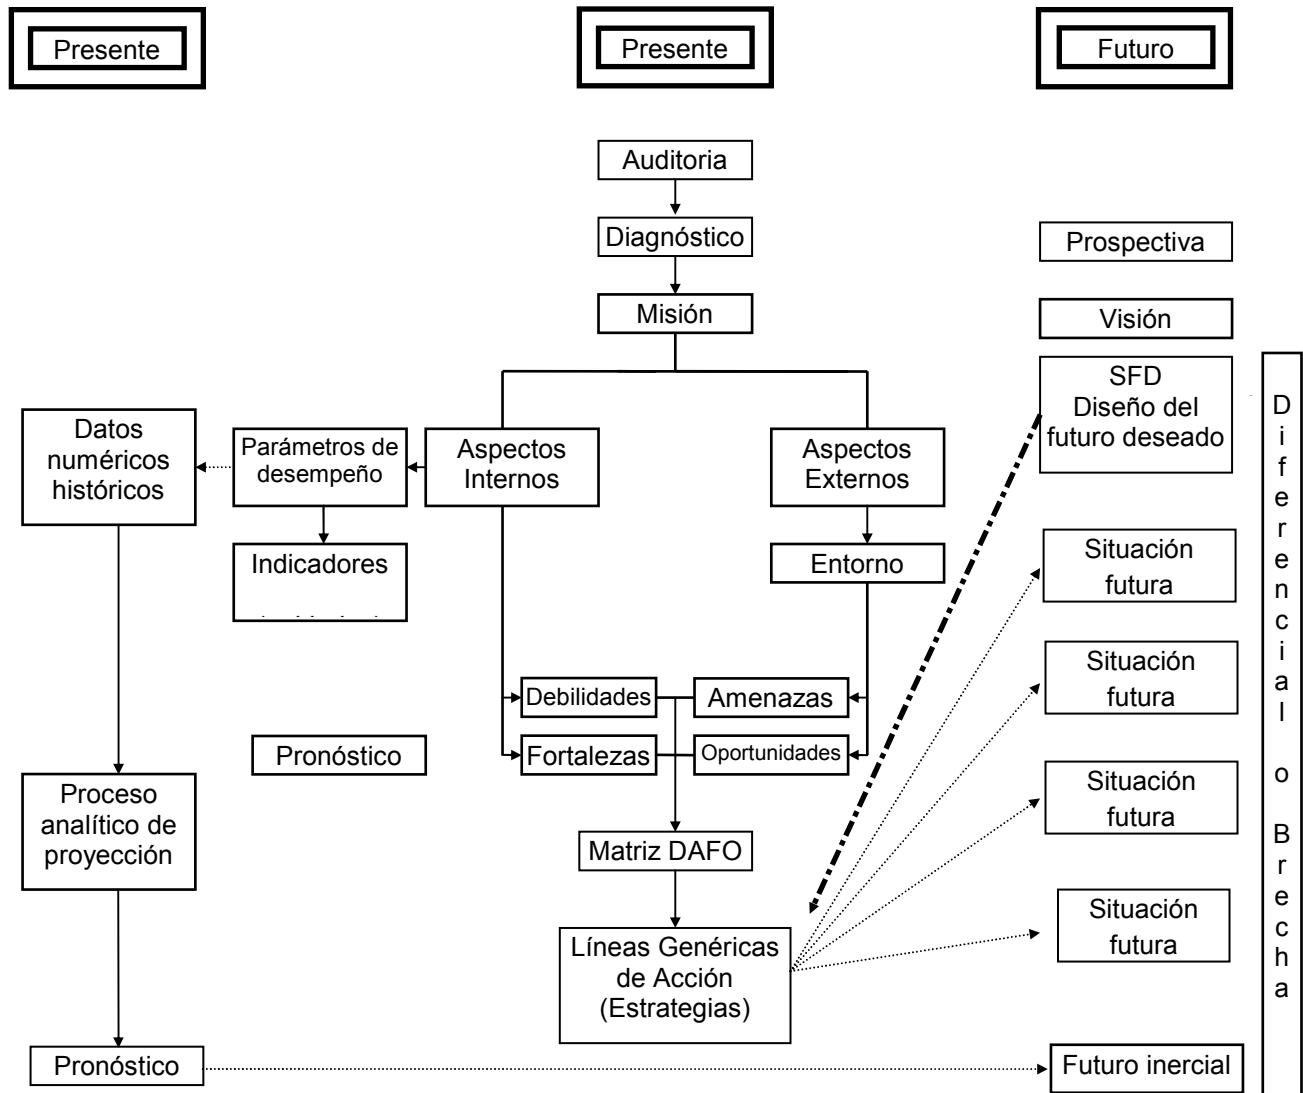 Presente
Presente
Futuro
Auditoria
Diagnóstico
Prospectiva
Misión
Visión
SFD
Diseño del
futuro deseado
Datos
numéricos
históricos
Parámetros de
desempeño
Aspectos
Internos
Aspectos
Externos
Indicadores
Entorno
Situación
futura
Situación
futura
Debilidades
Amenazas
Pronóstico
Fortalezas
Oportunidades
Situación
futura
Proceso
analítico de
proyección
Matriz DAFO
Situación
futura
Líneas Genéricas
de Acción
(Estrategias)
Pronóstico
Futuro inercial
Diferencial o Brecha